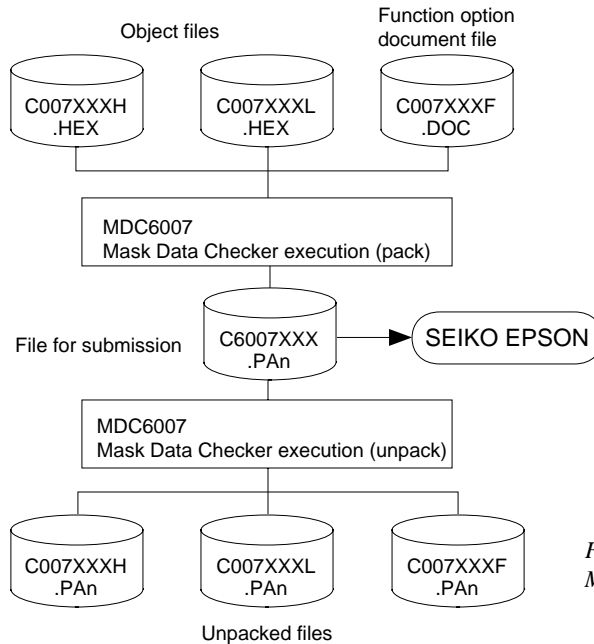 Object files
Function option
document file
C007XXXH
.HEX
C007XXXL
.HEX
C007XXXF
.DOC
MDC6007
Mask Data Checker execution (pack)
File for submission
C6007XXX
.PAn
SEIKO EPSON
MDC6007
Mask Data Checker execution (unpack)
C007XXXH
.PAn
C007XXXL
.PAn
C007XXXF
.PAn
Unpacked files